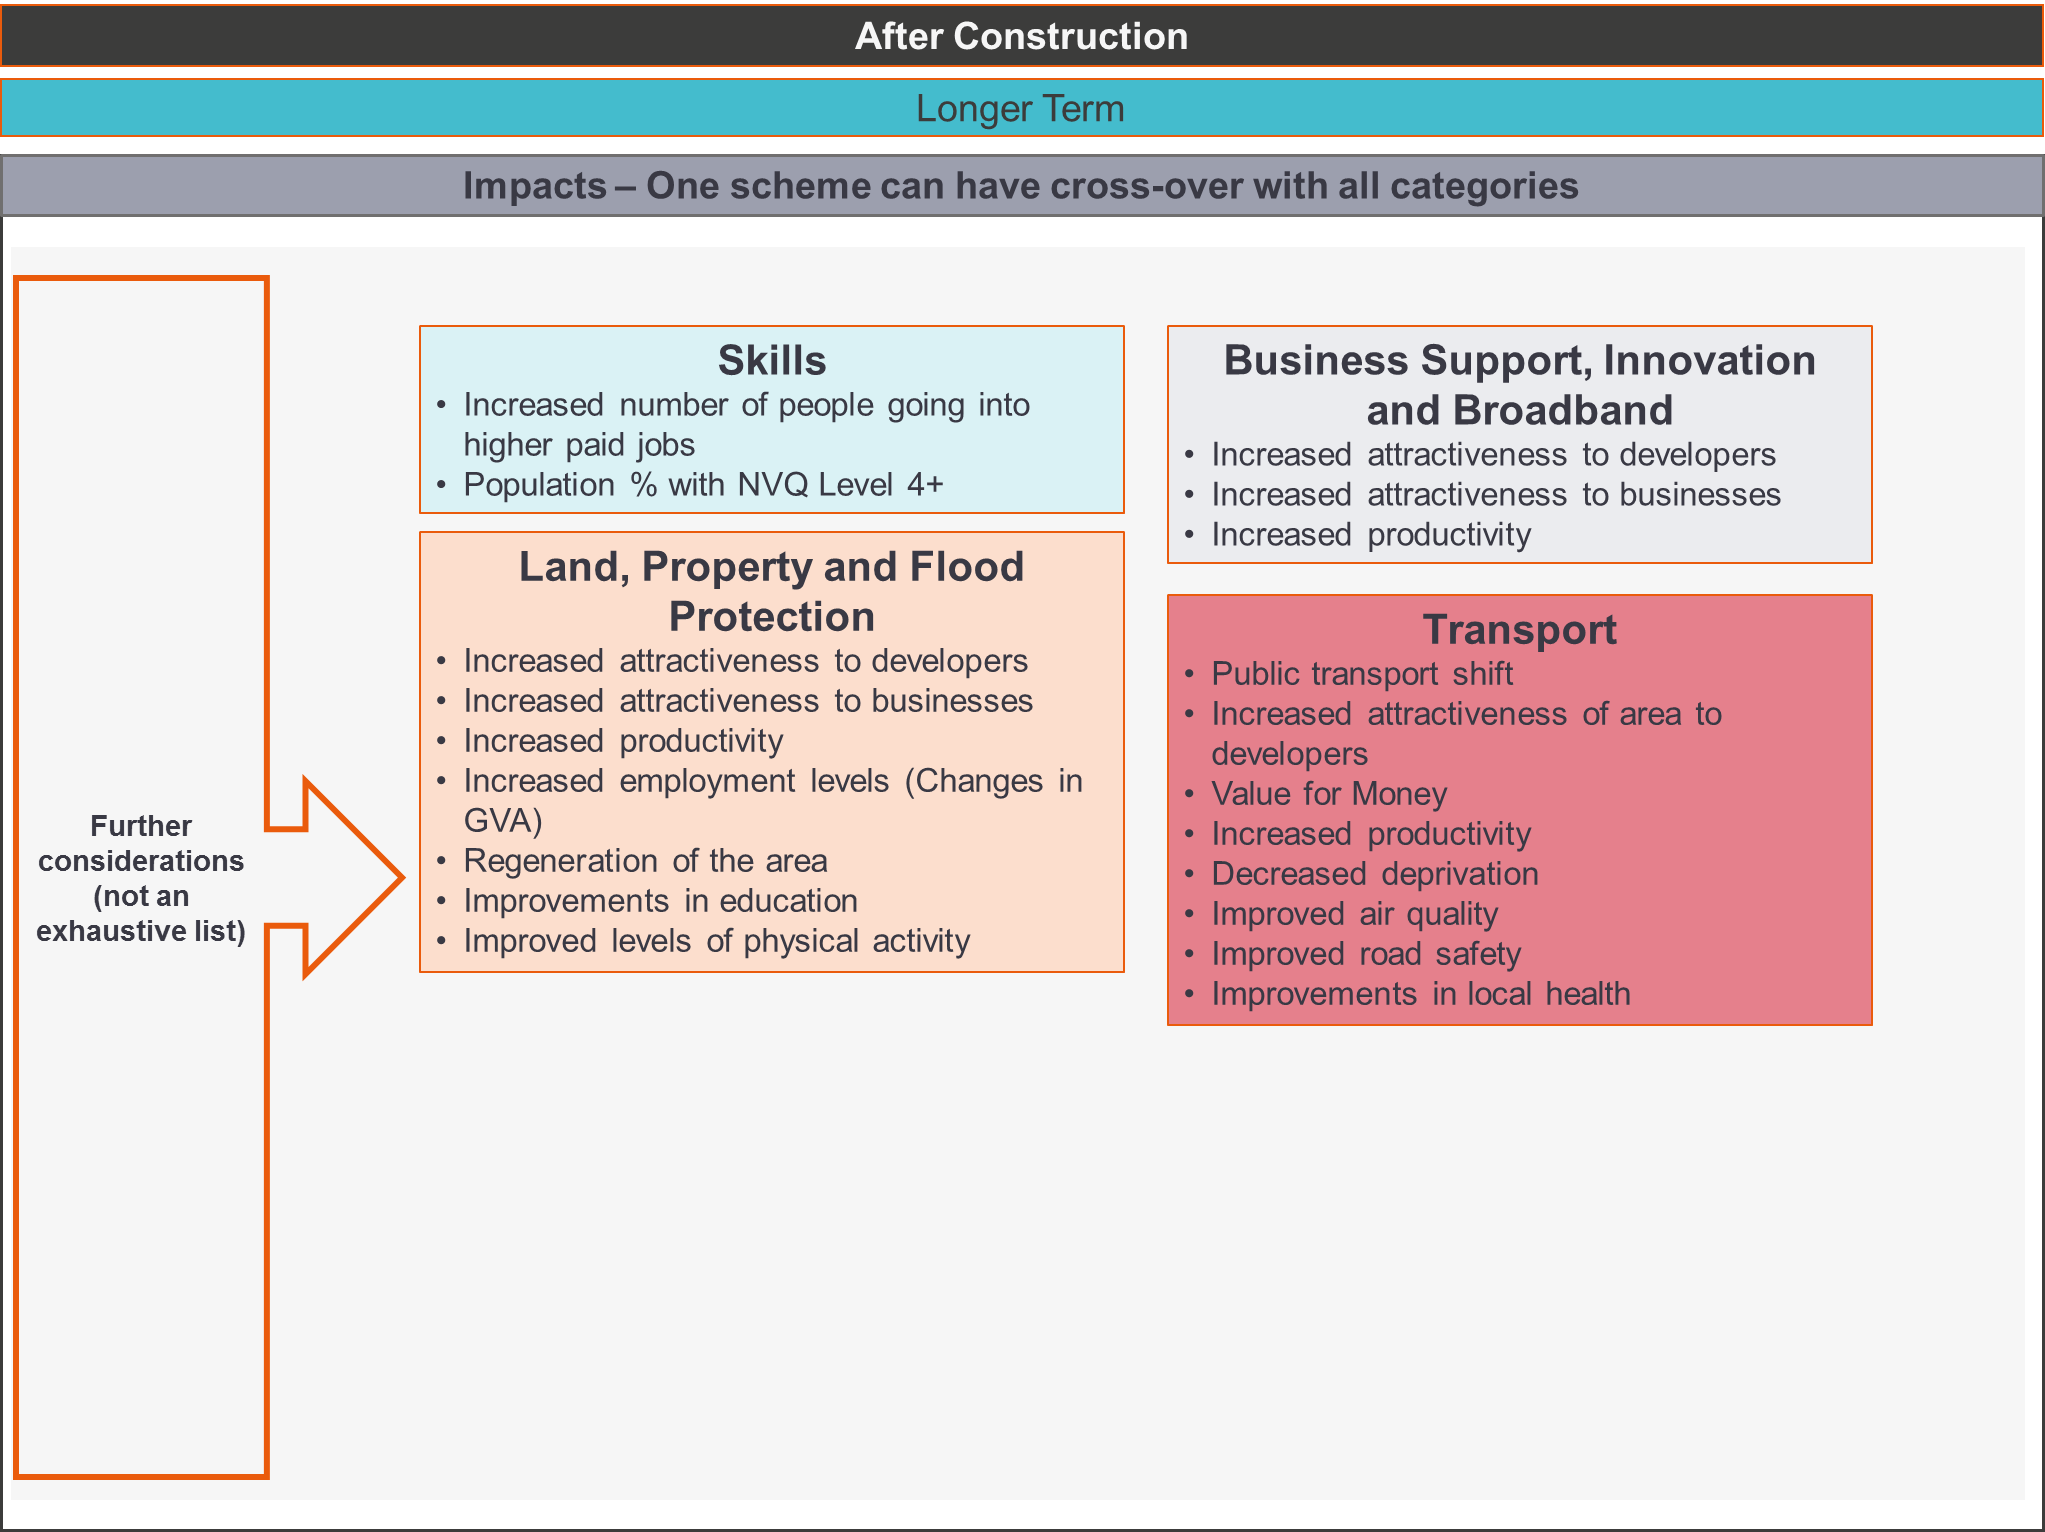 After Construction
Longer Term
Impacts – One scheme can have cross-over with all categories
Further
considerations
(not an
exhaustive list)
Skills
• Increased number of people going into
higher paid jobs
• Population % with NVQ Level 4+
Land, Property and Flood
Protection
• Increased attractiveness to developers
• Increased attractiveness to businesses
• Increased productivity
• Increased employment levels (Changes in
GVA)
• Regeneration of the area
• Improvements in education
• Improved levels of physical activity
Business Support, Innovation
and Broadband
• Increased attractiveness to developers
• Increased attractiveness to businesses
• Increased productivity
Transport
• Public transport shift
• Increased attractiveness of area to
developers
• Value for Money
• Increased productivity
• Decreased deprivation
• Improved air quality
• Improved road safety
• Improvements in local health